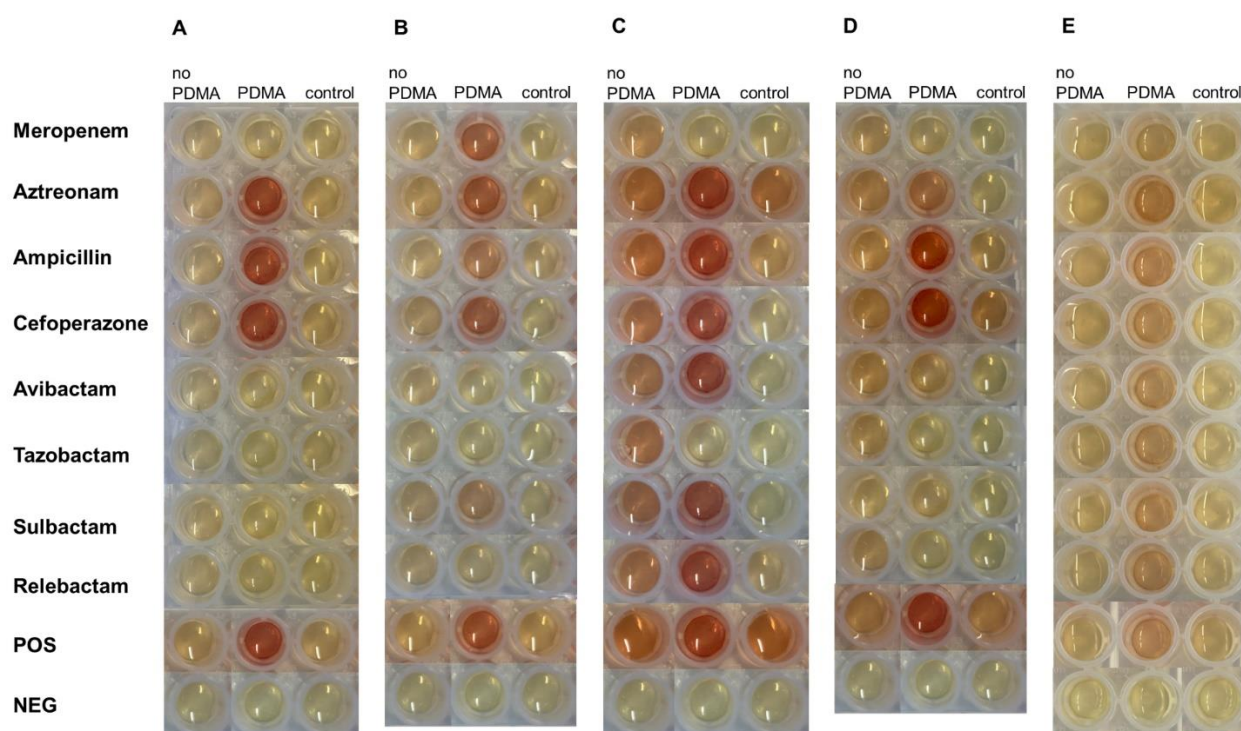 A B C D E
no no no no no
PDMA PDMA control PDMA PDMA control PDMA PDMA control PDMA PDMA control PDMA PDMA control
Meropenem
Aztreonam
Ampicillin
Cefoperazone
Avibactam
Tazobactam
Sulbactam
Relebactam
POS
NEG